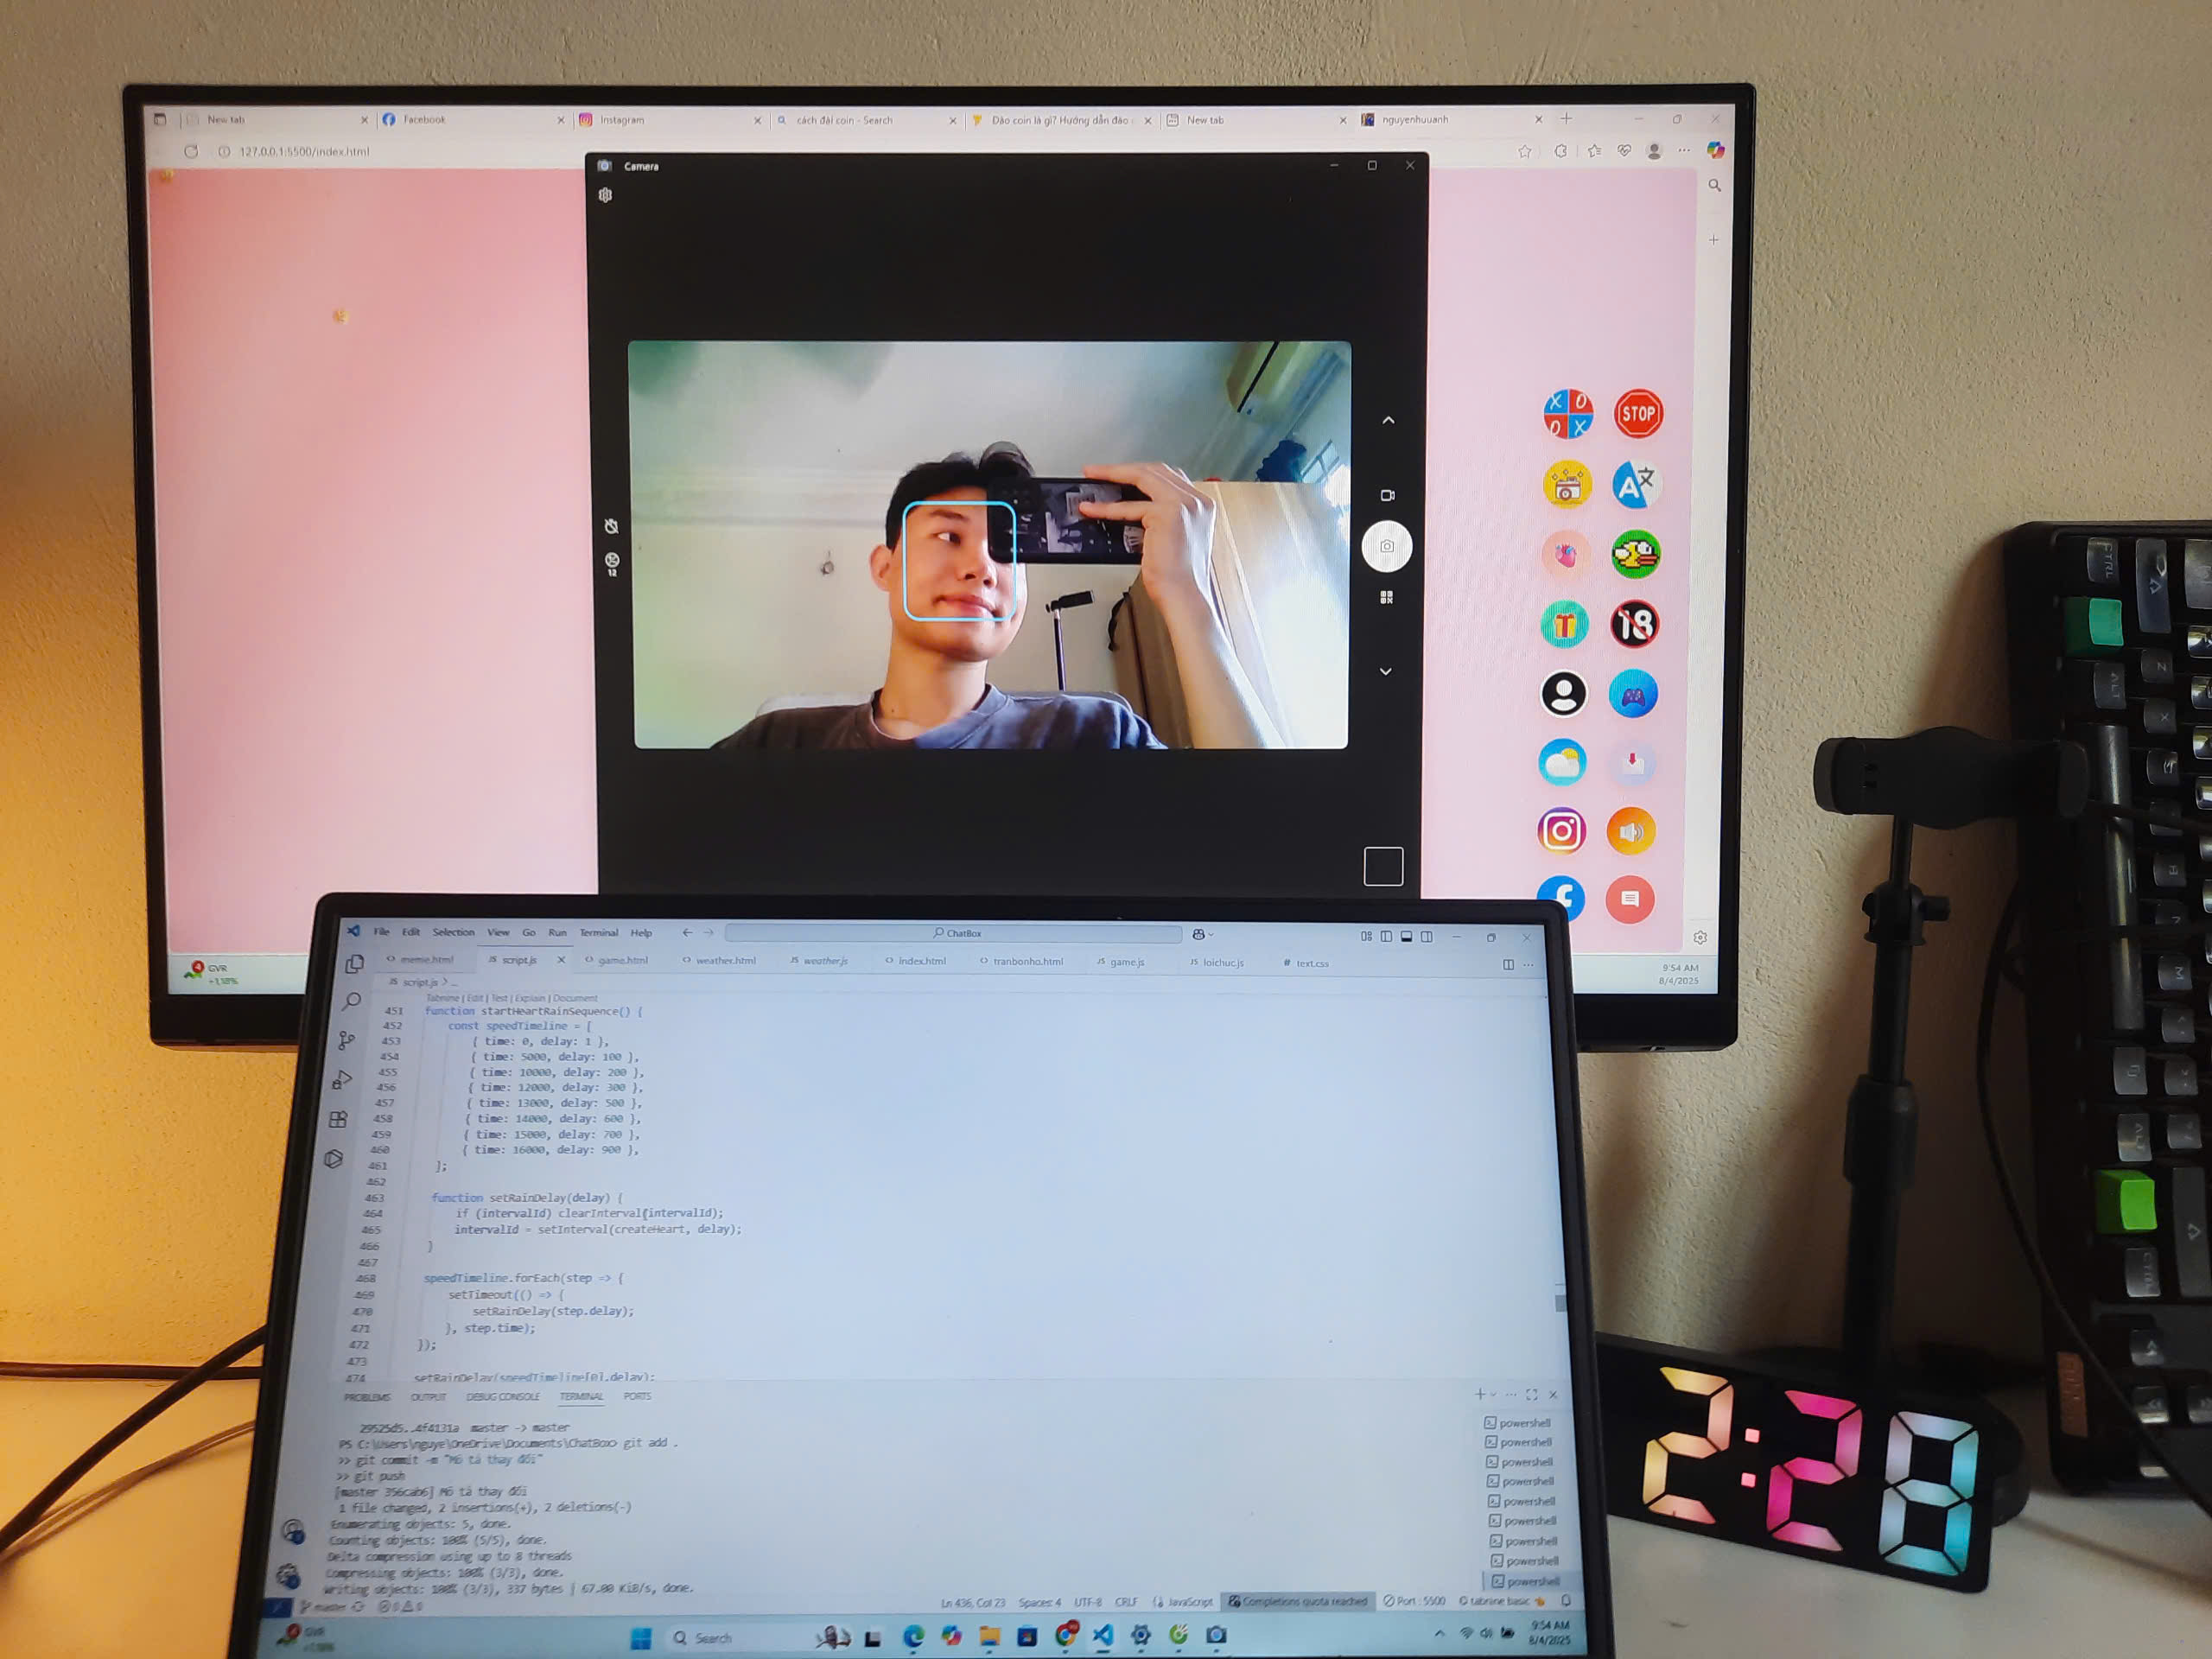 New tab
Facebook
Instagram
cách đài coin - Search
Đào coin là gì? Hướng dẫn đào
New tab
nguyenhuuanh
127.0.0.1:5500/index.html
Camera
12
X O
O X
STOP
A 文
18
GVR
+1,18%
9:54 AM
8/4/2025
File Edit Selection View Go Run Terminal Help
ChatBox
meme.html
script.js
game.html
weather.html
weather.js
index.html
tranbonho.html
game.js
loichuc.js
text.css
JS script.js > ...
Tabnine | Edit | Test | Explain | Document
451 function startHeartRainSequence() {
452 const speedTimeline = [
453 { time: 0, delay: 1 },
454 { time: 5000, delay: 100 },
455 { time: 10000, delay: 200 },
456 { time: 12000, delay: 300 },
457 { time: 13000, delay: 500 },
458 { time: 14000, delay: 600 },
459 { time: 15000, delay: 700 },
460 { time: 16000, delay: 900 },
461 ];
462
463 function setRainDelay(delay) {
464 if (intervalId) clearInterval(intervalId);
465 intervalId = setInterval(createHeart, delay);
466 }
467
468 speedTimeline.forEach(step => {
469 setTimeout(() => {
470 setRainDelay(step.delay);
471 }, step.time);
472 });
473
474 setRainDelay(speedTimeline[0].delay);
PROBLEMS OUTPUT DEBUG CONSOLE TERMINAL PORTS
29525d5..4f4131a master -> master
PS C:\Users\nguye\OneDrive\Documents\ChatBox> git add .
>> git commit -m "Mô tả thay đổi"
>> git push
[master 356cab6] Mô tả thay đổi
1 file changed, 2 insertions(+), 2 deletions(-)
Enumerating objects: 5, done.
Counting objects: 100% (5/5), done.
Delta compression using up to 8 threads
Compressing objects: 100% (3/3), done.
Writing objects: 100% (3/3), 337 bytes | 67.00 KiB/s, done.
powershell
powershell
powershell
powershell
powershell
powershell
powershell
powershell
powershell
master
Ln 436, Col 23 Spaces: 4 UTF-8 CRLF JavaScript Completions quota reached Port : 5500 tabnine basic
GVR
Search
9:54 AM
8/4/2025
2:28
CTRL
ALT
Z
X
N
M
ALT
CTRL